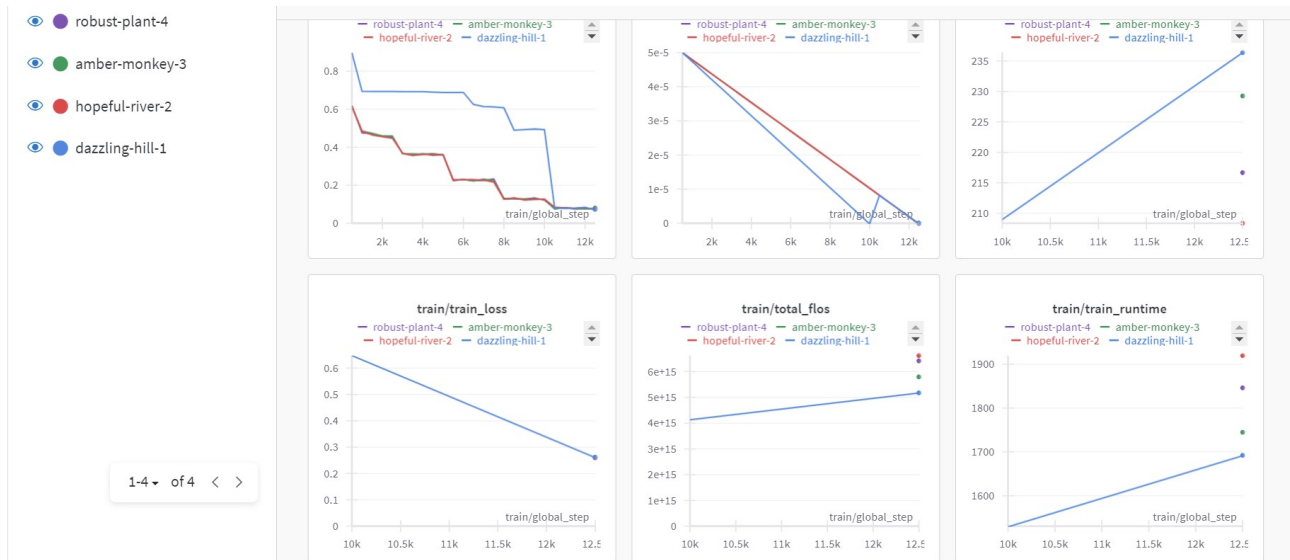 robust-plant-4
amber-monkey-3
hopeful-river-2
dazzling-hill-1
1-4 of 4
robust-plant-4 amber-monkey-3
hopeful-river-2 dazzling-hill-1
0.8
0.6
0.4
0.2
0
train/global_step
2k 4k 6k 8k 10k 12k
robust-plant-4 amber-monkey-3
hopeful-river-2 dazzling-hill-1
5e-5
4e-5
3e-5
2e-5
1e-5
0
train/global_step
2k 4k 6k 8k 10k 12k
robust-plant-4 amber-monkey-3
hopeful-river-2 dazzling-hill-1
235
230
225
220
215
210
train/global_step
10k 10.5k 11k 11.5k 12k 12.5
train/train_loss
robust-plant-4 amber-monkey-3
hopeful-river-2 dazzling-hill-1
0.6
0.5
0.4
0.3
0.2
0.1
0
train/global_step
10k 10.5k 11k 11.5k 12k 12.5
train/total_flos
robust-plant-4 amber-monkey-3
hopeful-river-2 dazzling-hill-1
6e+15
5e+15
4e+15
3e+15
2e+15
1e+15
0
train/global_step
10k 10.5k 11k 11.5k 12k 12.5
train/train_runtime
robust-plant-4 amber-monkey-3
hopeful-river-2 dazzling-hill-1
1900
1800
1700
1600
train/global_step
10k 10.5k 11k 11.5k 12k 12.5